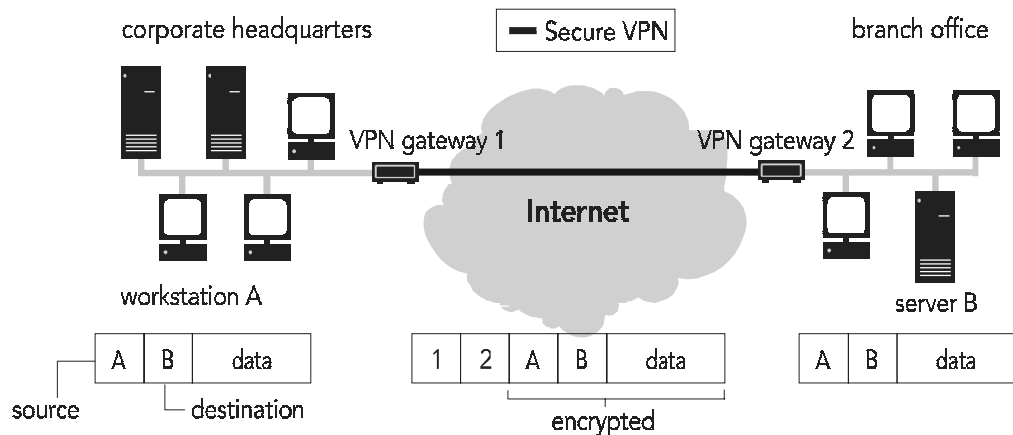 corporate headquarters
Secure VPN
branch office
VPN gateway 1
VPN gateway 2
Internet
workstation A
server B
A B data
1 2 A B data
A B data
source
destination
encrypted